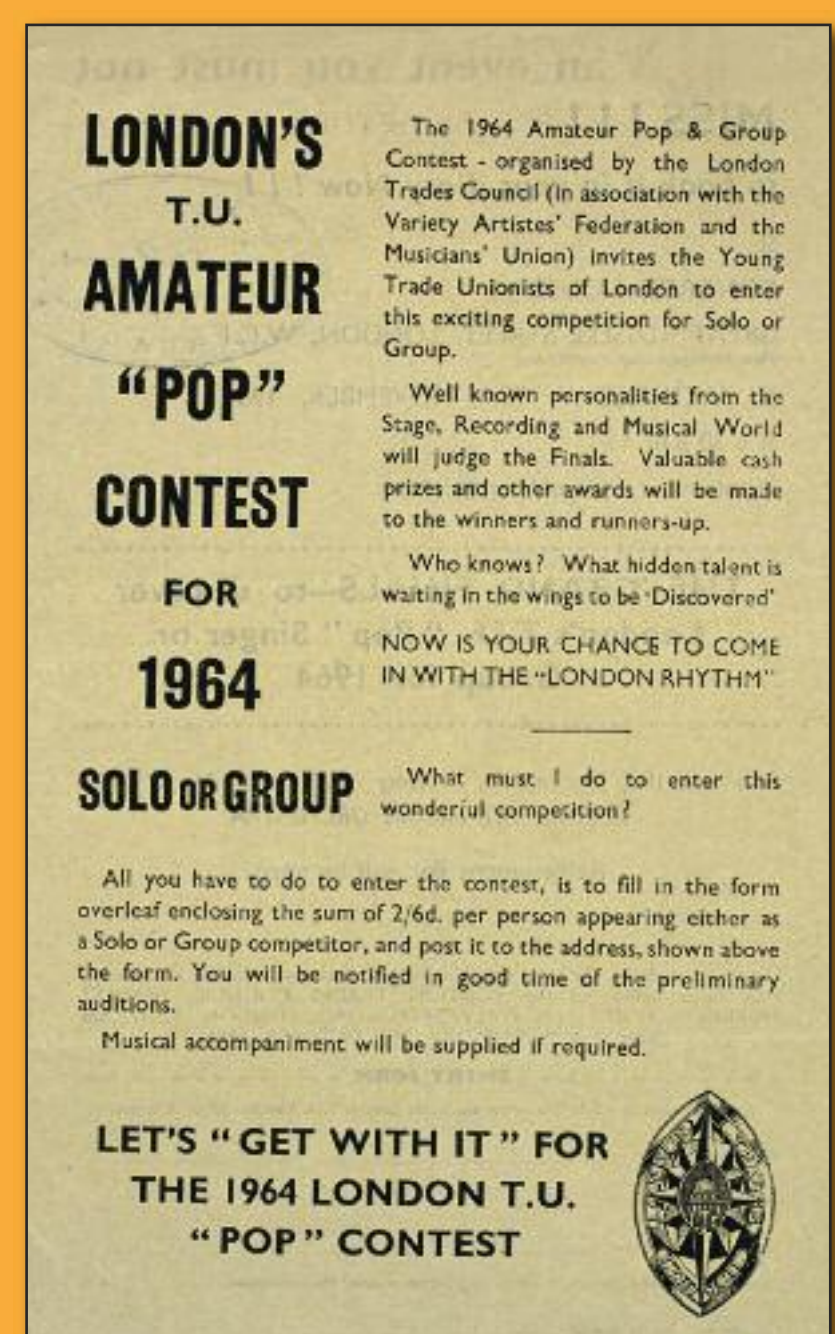 LONDON'S
T.U.
AMATEUR
“POP”
CONTEST
FOR
1964
SOLO OR GROUP
The 1964 Amateur Pop & Group
Contest - organised by the London
Trades Council (in association with the
Variety Artistes' Federation and the
Musicians' Union) invites the Young
Trade Unionists of London to enter
this exciting competition for Solo or
Group.
Well known personalities from the
Stage, Recording and Musical World
will judge the Finals. Valuable cash
prizes and other awards will be made
to the winners and runners-up.
Who knows? What hidden talent is
waiting in the wings to be ‘Discovered’
NOW IS YOUR CHANCE TO COME
IN WITH THE “LONDON RHYTHM”
What must I do to enter this
wonderful competition?
All you have to do to enter the contest, is to fill in the form
overleaf enclosing the sum of 2/6d. per person appearing either as
a Solo or Group competitor, and post it to the address, shown above
the form. You will be notified in good time of the preliminary
auditions.
Musical accompaniment will be supplied if required.
LET'S “GET WITH IT” FOR
THE 1964 LONDON T.U.
“POP” CONTEST